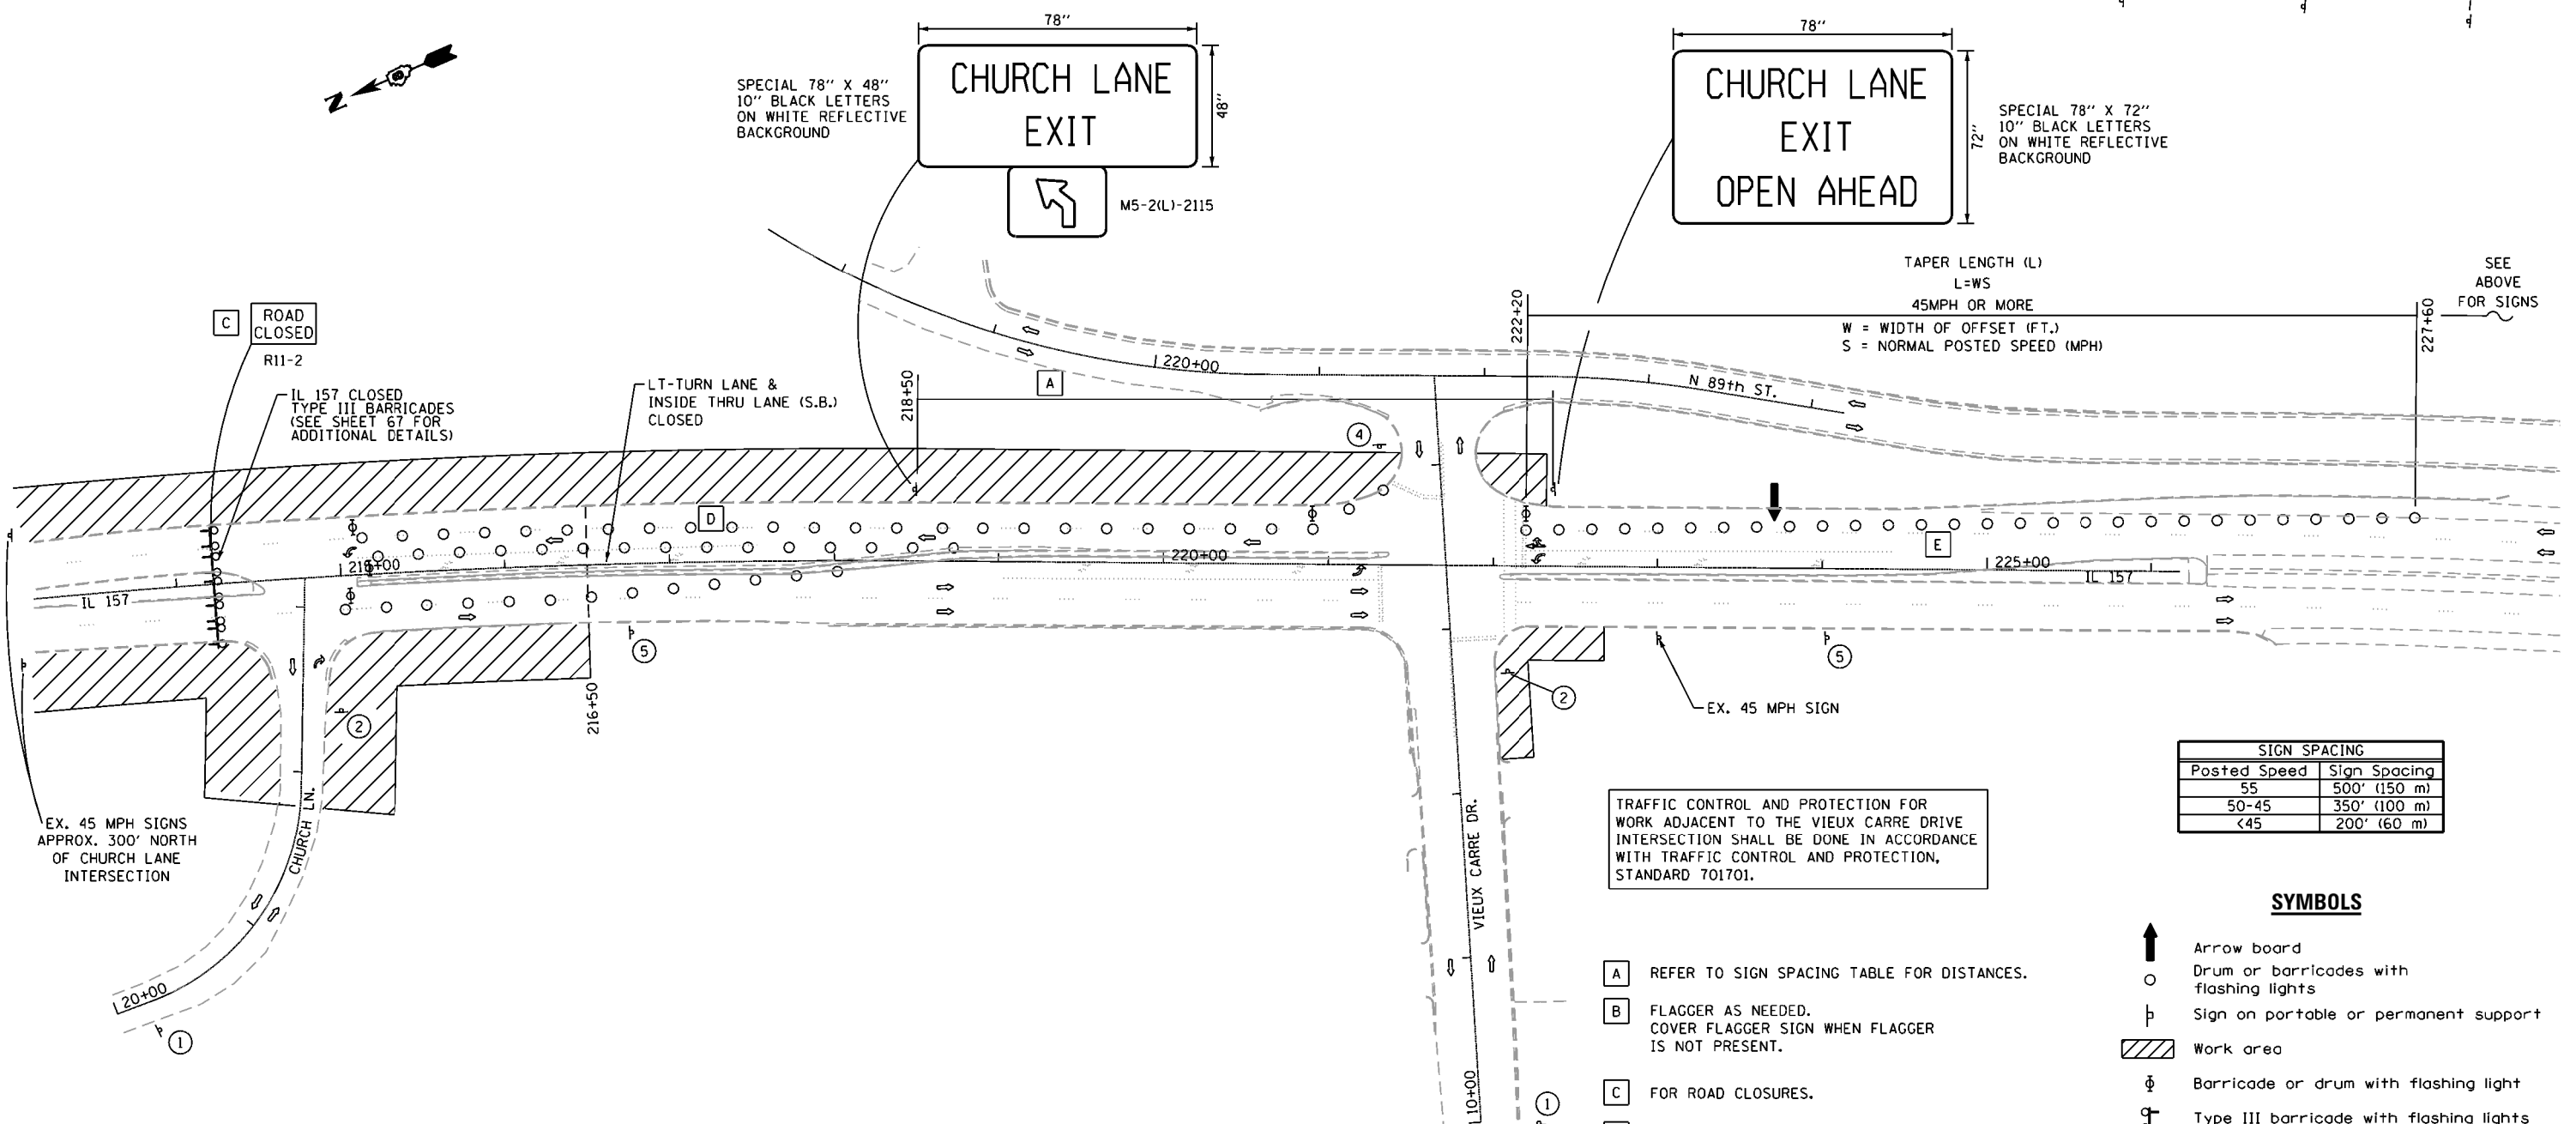 N
78"
SPECIAL 78" X 48"
10" BLACK LETTERS
ON WHITE REFLECTIVE
BACKGROUND
CHURCH LANE
EXIT
48"
M5-2(L)-2115
78"
CHURCH LANE
EXIT
OPEN AHEAD
72"
SPECIAL 78" X 72"
10" BLACK LETTERS
ON WHITE REFLECTIVE
BACKGROUND
TAPER LENGTH (L)
L=WS
45MPH OR MORE
W = WIDTH OF OFFSET (FT.)
S = NORMAL POSTED SPEED (MPH)
SEE
ABOVE
FOR SIGNS
222+20
227+60
C
ROAD
CLOSED
R11-2
IL 157 CLOSED
TYPE III BARRICADES
(SEE SHEET 67 FOR
ADDITIONAL DETAILS)
LT-TURN LANE &
INSIDE THRU LANE (S.B.)
CLOSED
218+50
A
220+00
N 89th ST.
4
D
E
215+00
220+00
225+00
IL 157
IL 157
5
5
2
2
216+50
EX. 45 MPH SIGN
EX. 45 MPH SIGNS
APPROX. 300' NORTH
OF CHURCH LANE
INTERSECTION
CHURCH LN.
20+00
1
VIEUX CARRE DR.
10+00
1
TRAFFIC CONTROL AND PROTECTION FOR
WORK ADJACENT TO THE VIEUX CARRE DRIVE
INTERSECTION SHALL BE DONE IN ACCORDANCE
WITH TRAFFIC CONTROL AND PROTECTION,
STANDARD 701701.
SIGN SPACING
Posted Speed Sign Spacing
55 500' (150 m)
50-45 350' (100 m)
<45 200' (60 m)
A REFER TO SIGN SPACING TABLE FOR DISTANCES.
B FLAGGER AS NEEDED.
COVER FLAGGER SIGN WHEN FLAGGER
IS NOT PRESENT.
C FOR ROAD CLOSURES.
SYMBOLS
Arrow board
Drum or barricades with
flashing lights
Sign on portable or permanent support
Work area
Barricade or drum with flashing light
Type III barricade with flashing lights